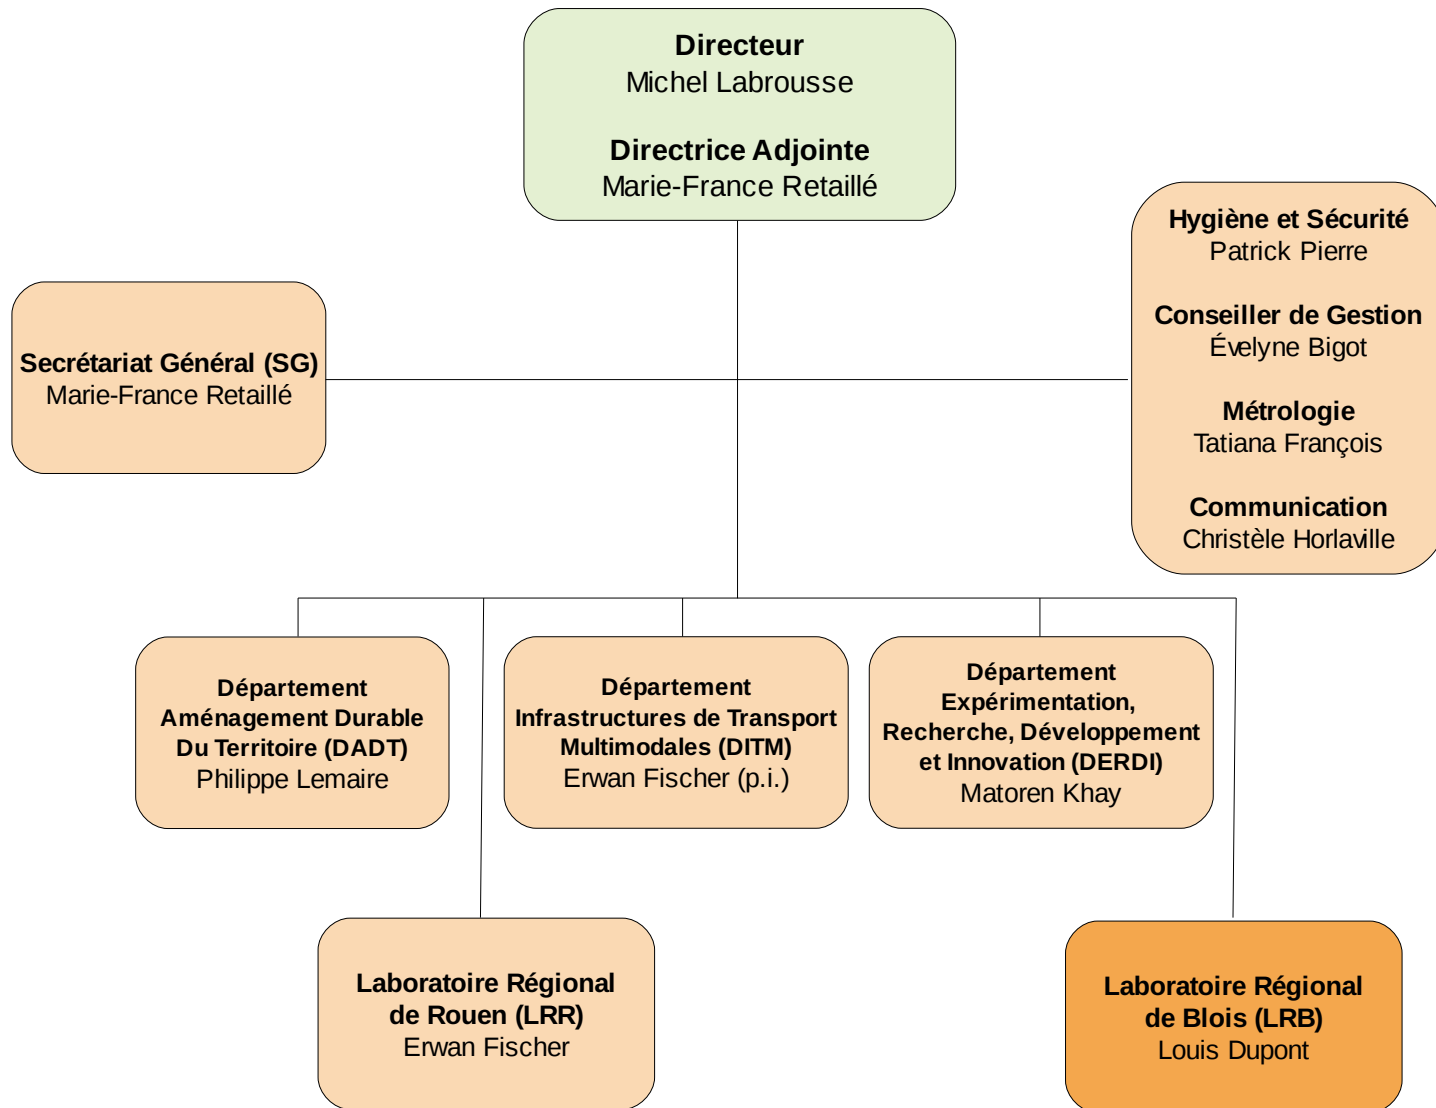 Directeur
Michel Labrousse
Directrice Adjointe
Marie-France Retaillé
Hygiène et Sécurité
Patrick Pierre
Conseiller de Gestion
Évelyne Bigot
Métrologie
Tatiana François
Communication
Christèle Horlaville
Secrétariat Général (SG)
Marie-France Retaillé
Département
Aménagement Durable
Du Territoire (DADT)
Philippe Lemaire
Département
Infrastructures de Transport
Multimodales (DITM)
Erwan Fischer (p.i.)
Département
Expérimentation,
Recherche, Développement
et Innovation (DERDI)
Matoren Khay
Laboratoire Régional
de Rouen (LRR)
Erwan Fischer
Laboratoire Régional
de Blois (LRB)
Louis Dupont